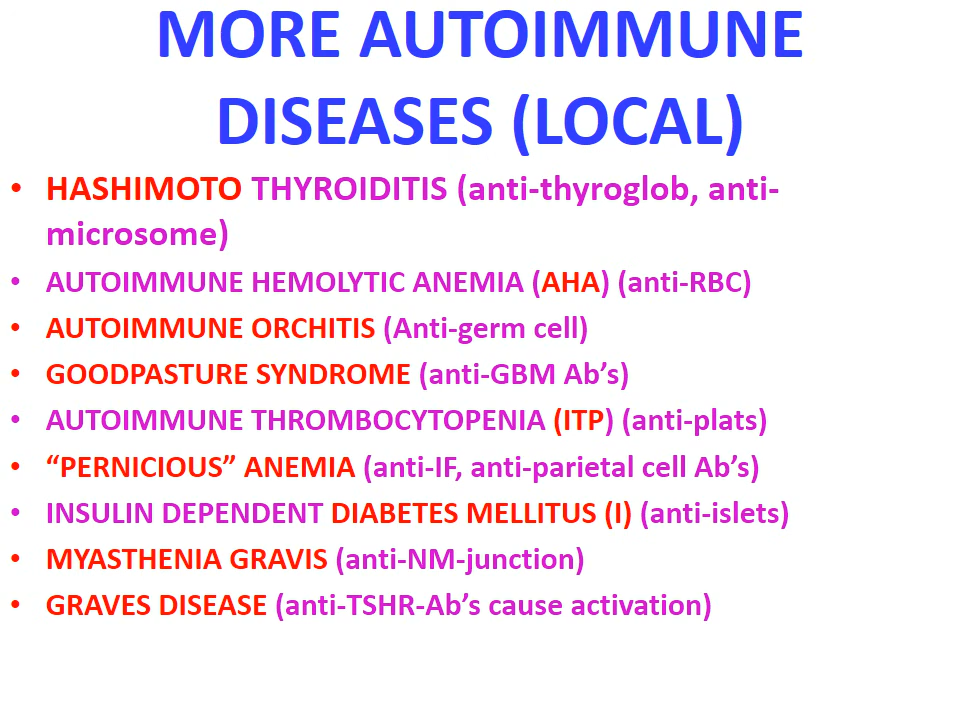 MORE AUTOIMMUNE
DISEASES (LOCAL)
• HASHIMOTO THYROIDITIS (anti-thyroglob, anti-
microsome)
• AUTOIMMUNE HEMOLYTIC ANEMIA (AHA) (anti-RBC)
• AUTOIMMUNE ORCHITIS (Anti-germ cell)
• GOODPASTURE SYNDROME (anti-GBM Ab’s)
• AUTOIMMUNE THROMBOCYTOPENIA (ITP) (anti-plats)
• “PERNICIOUS” ANEMIA (anti-IF, anti-parietal cell Ab’s)
• INSULIN DEPENDENT DIABETES MELLITUS (I) (anti-islets)
• MYASTHENIA GRAVIS (anti-NM-junction)
• GRAVES DISEASE (anti-TSHR-Ab’s cause activation)